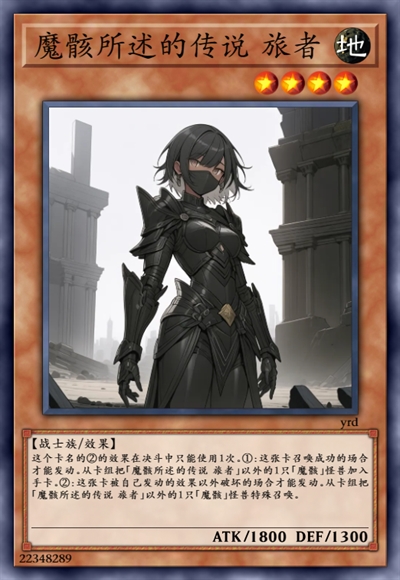 魔骸所述的传说 旅者 地
yrd
【战士族/效果】
这个卡名的②的效果在决斗中只能使用1次。①:这张卡召唤成功的场合
才能发动。从卡组把「魔骸所述的传说 旅者」以外的1只「魔骸」怪兽加入
手卡。②:这张卡被自己发动的效果以外破坏的场合才能发动。从卡组
把「魔骸所述的传说 旅者」以外的1只「魔骸」怪兽特殊召唤。
ATK/1800 DEF/1300
22348289